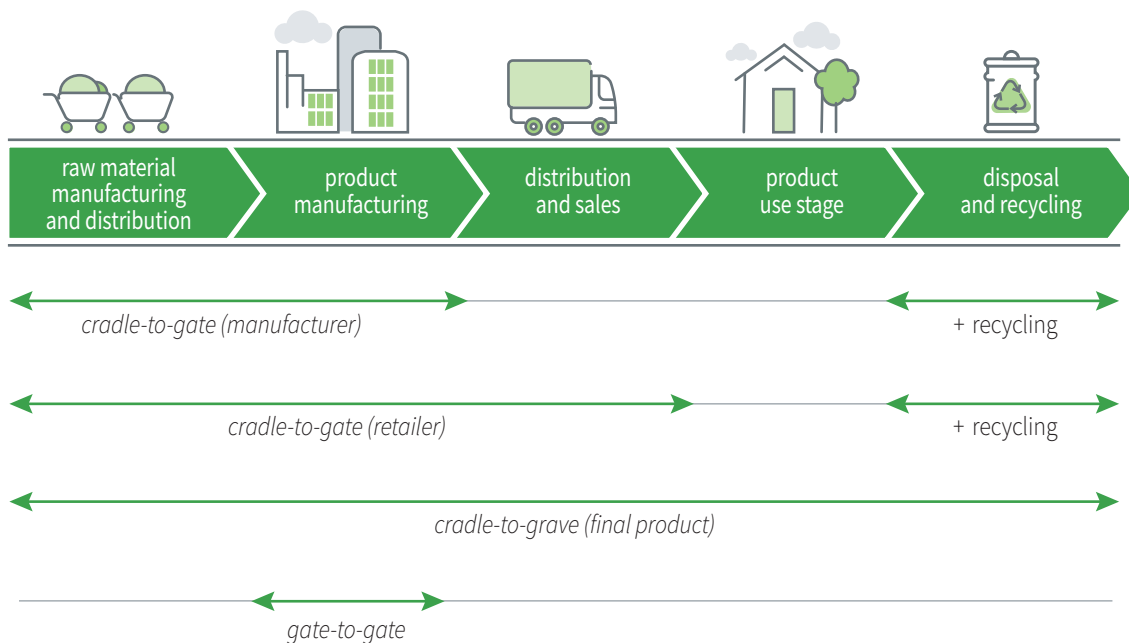 raw material
manufacturing
and distribution
product
manufacturing
distribution
and sales
product
use stage
disposal
and recycling
cradle-to-gate (manufacturer)
+ recycling
cradle-to-gate (retailer)
+ recycling
cradle-to-grave (final product)
gate-to-gate